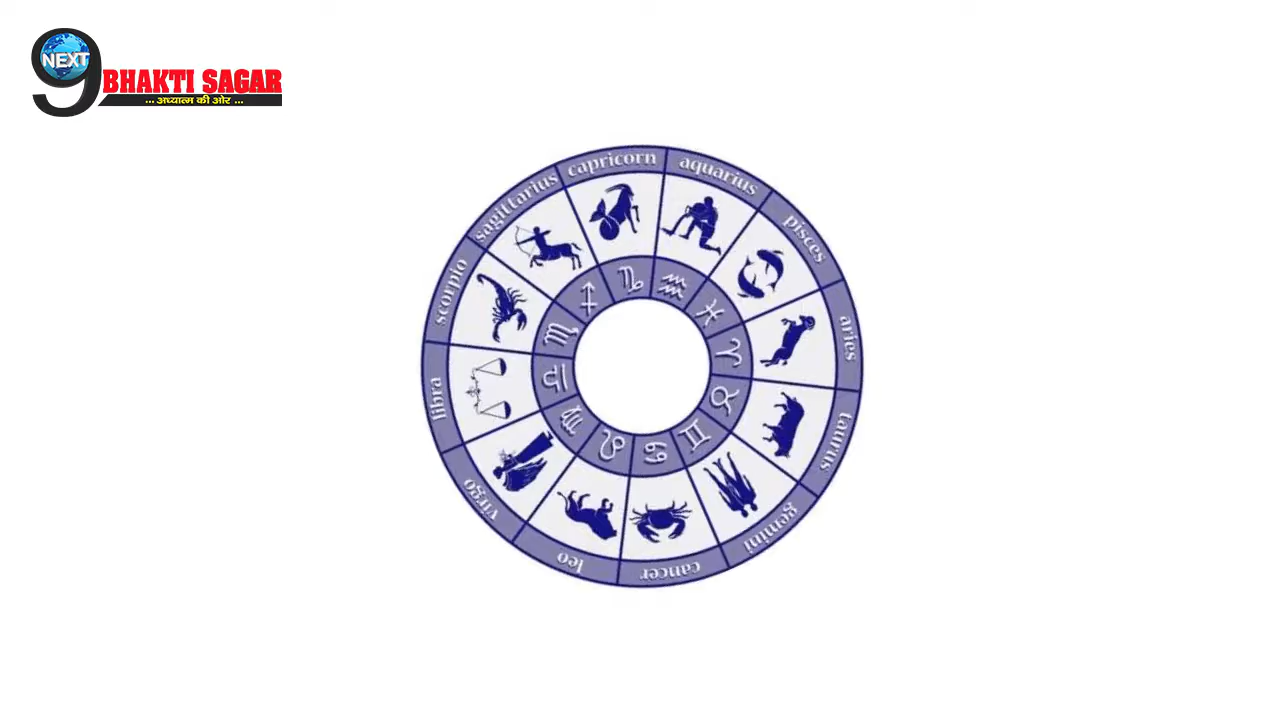 NEXT
9
BHAKTI SAGAR
... अध्यात्म की ओर ...
capricorn
aquarius
pisces
aries
taurus
gemini
cancer
leo
virgo
libra
scorpio
sagittarius